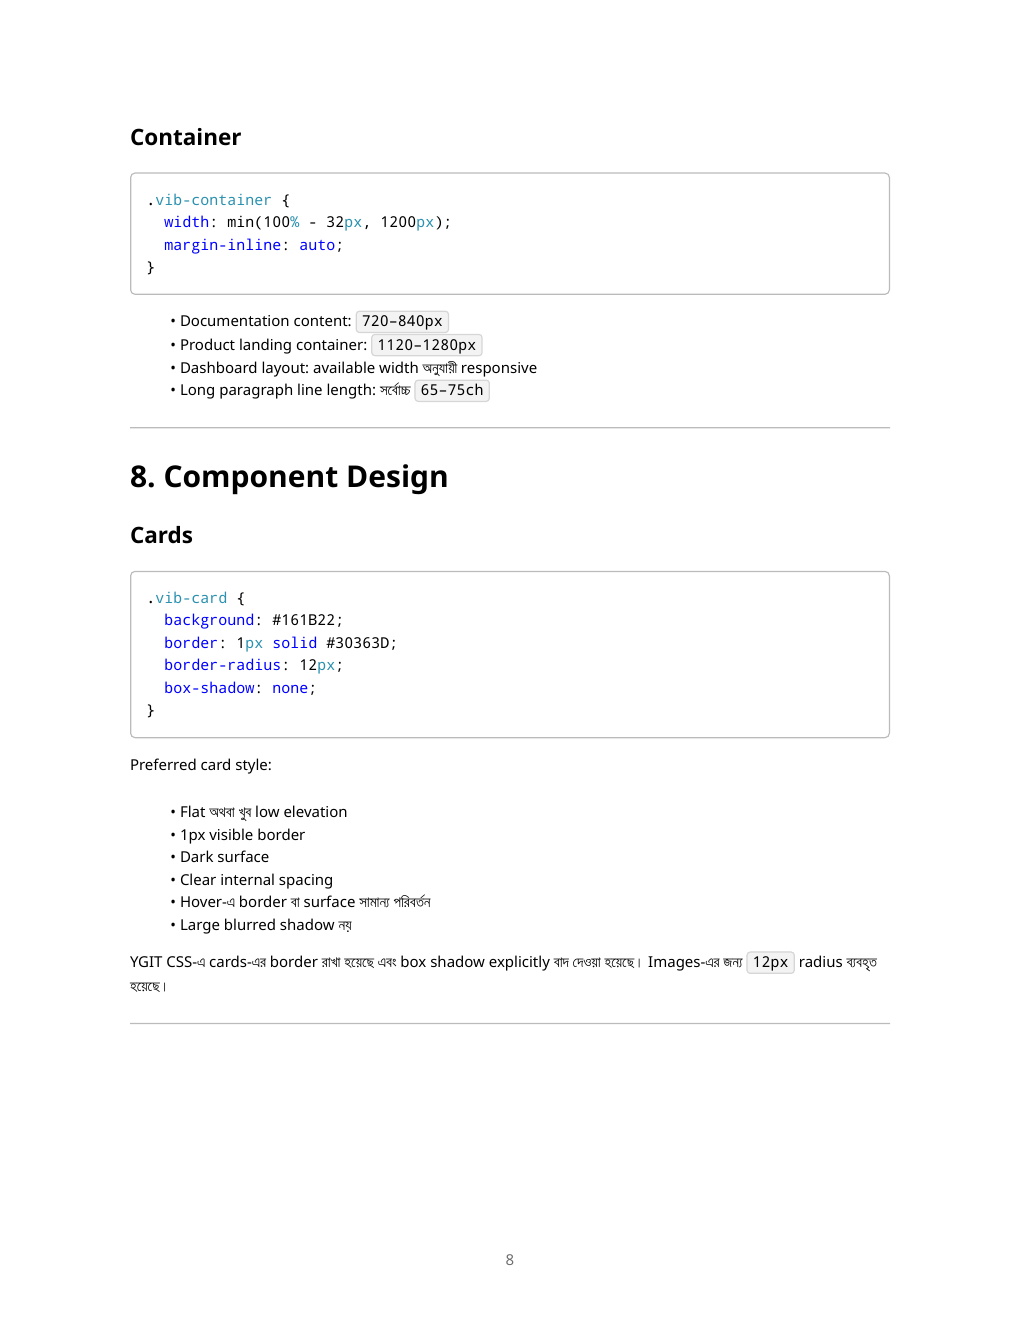 Container
.vib-container {
  width: min(100% - 32px, 1200px);
  margin-inline: auto;
}
• Documentation content: 720–840px
• Product landing container: 1120–1280px
• Dashboard layout: available width অনুযায়ী responsive
• Long paragraph line length: সর্বোচ্চ 65–75ch
8. Component Design
Cards
.vib-card {
  background: #161B22;
  border: 1px solid #30363D;
  border-radius: 12px;
  box-shadow: none;
}
Preferred card style:
• Flat অথবা খুব low elevation
• 1px visible border
• Dark surface
• Clear internal spacing
• Hover-এ border বা surface সামান্য পরিবর্তন
• Large blurred shadow নয়
YGIT CSS-এ cards-এর border রাখা হয়েছে এবং box shadow explicitly বাদ দেওয়া হয়েছে। Images-এর জন্য 12px radius ব্যবহৃত
হয়েছে।
8